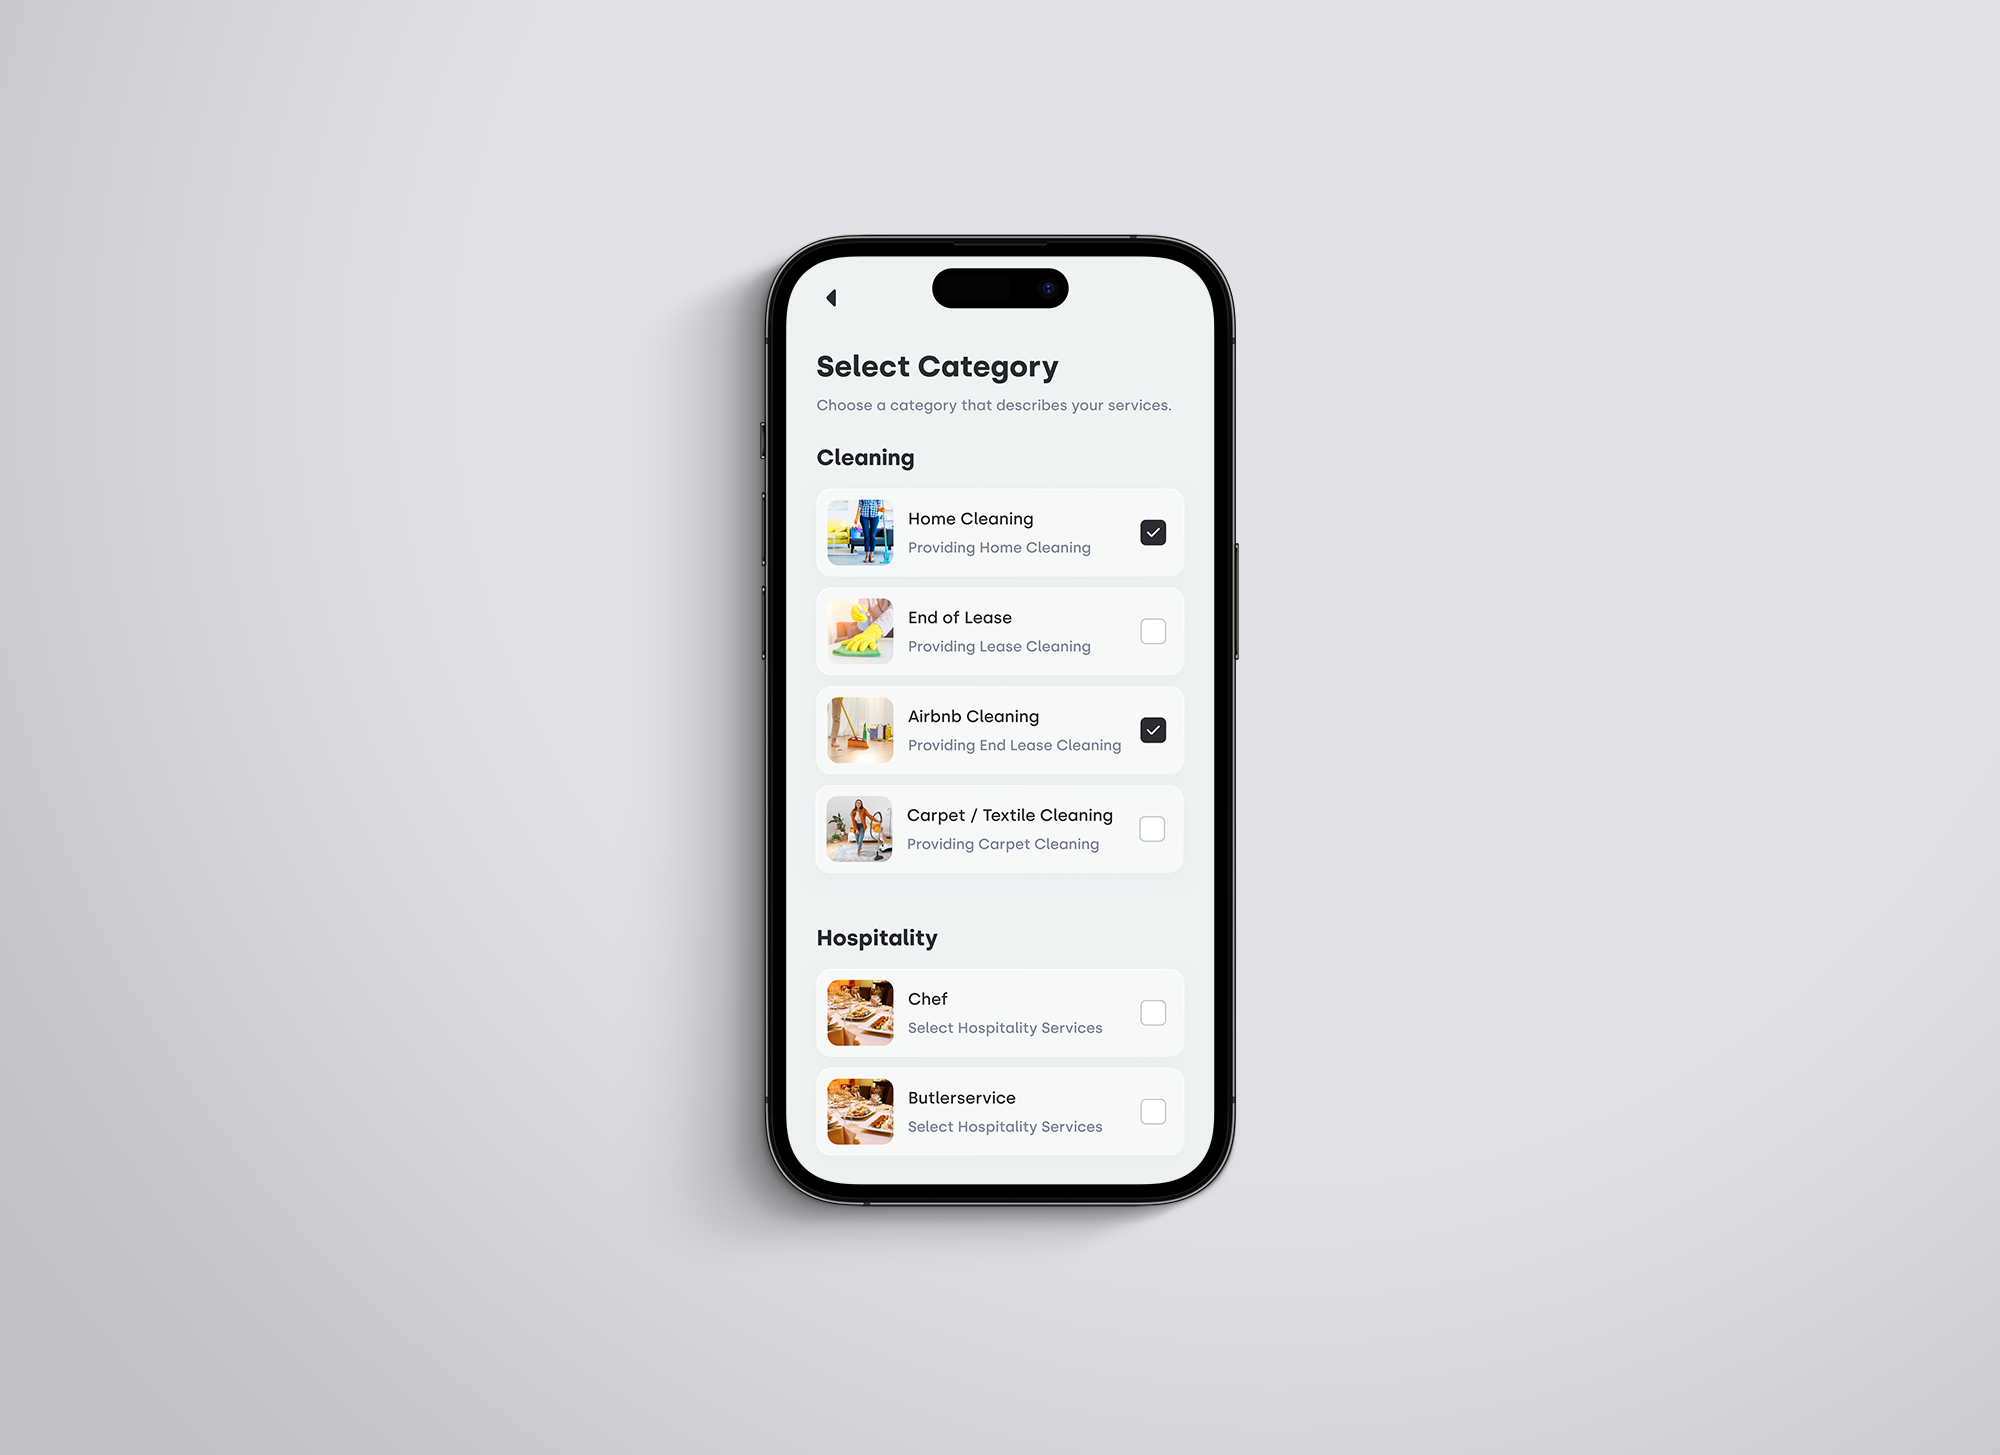 Select Category
Choose a category that describes your services.
Cleaning
Home Cleaning
Providing Home Cleaning
End of Lease
Providing Lease Cleaning
Airbnb Cleaning
Providing End Lease Cleaning
Carpet / Textile Cleaning
Providing Carpet Cleaning
Hospitality
Chef
Select Hospitality Services
Butlerservice
Select Hospitality Services